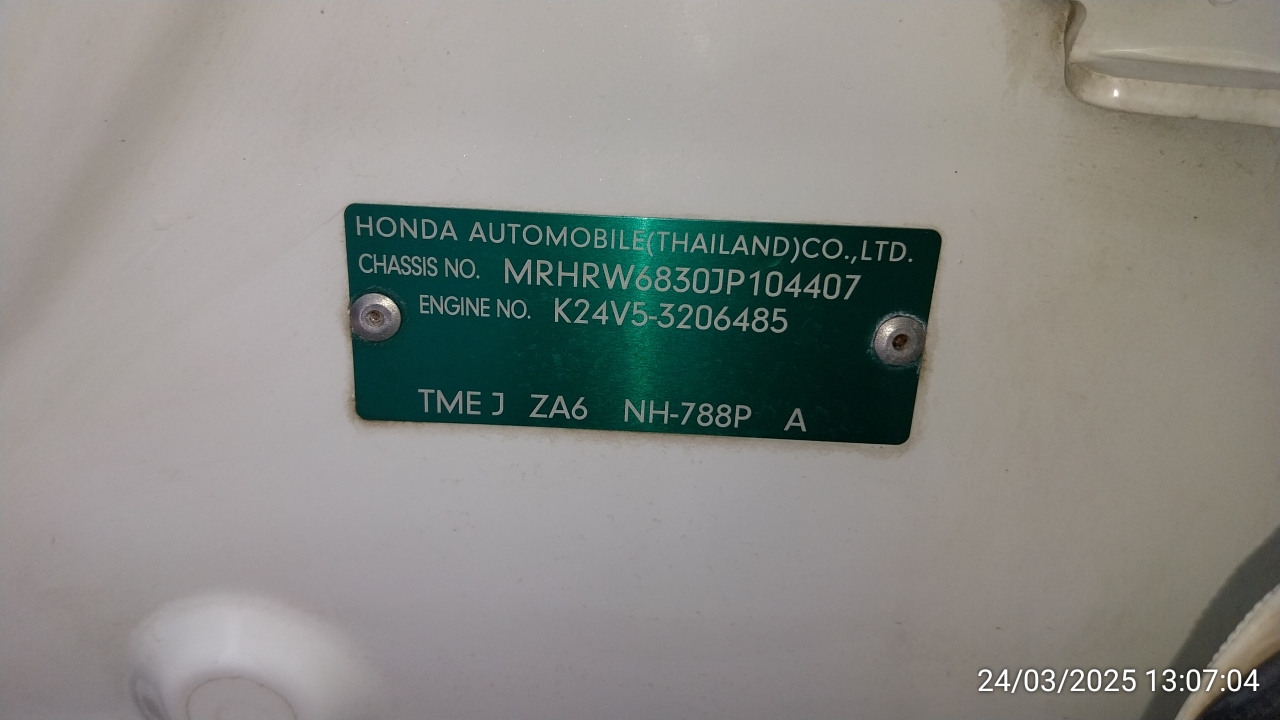 HONDA AUTOMOBILE(THAILAND)CO.,LTD.
CHASSIS NO. MRHRW6830JP104407
ENGINE NO. K24V5-3206485
TME J ZA6 NH-788P A
24/03/2025 13:07:04